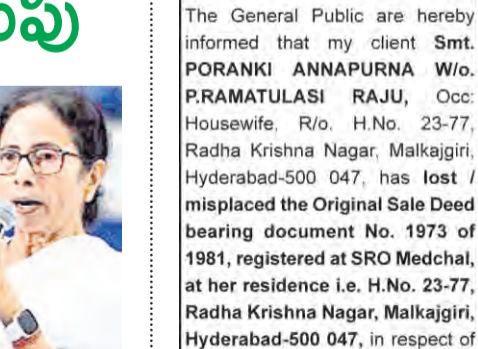 The General Public are hereby
informed that my client Smt.
PORANKI ANNAPURNA W/o.
P.RAMATULASI RAJU, Occ:
Housewife, R/o. H.No. 23-77,
Radha Krishna Nagar, Malkajgiri,
Hyderabad-500 047, has lost /
misplaced the Original Sale Deed
bearing document No. 1973 of
1981, registered at SRO Medchal,
at her residence i.e. H.No. 23-77,
Radha Krishna Nagar, Malkajgiri,
Hyderabad-500 047, in respect of